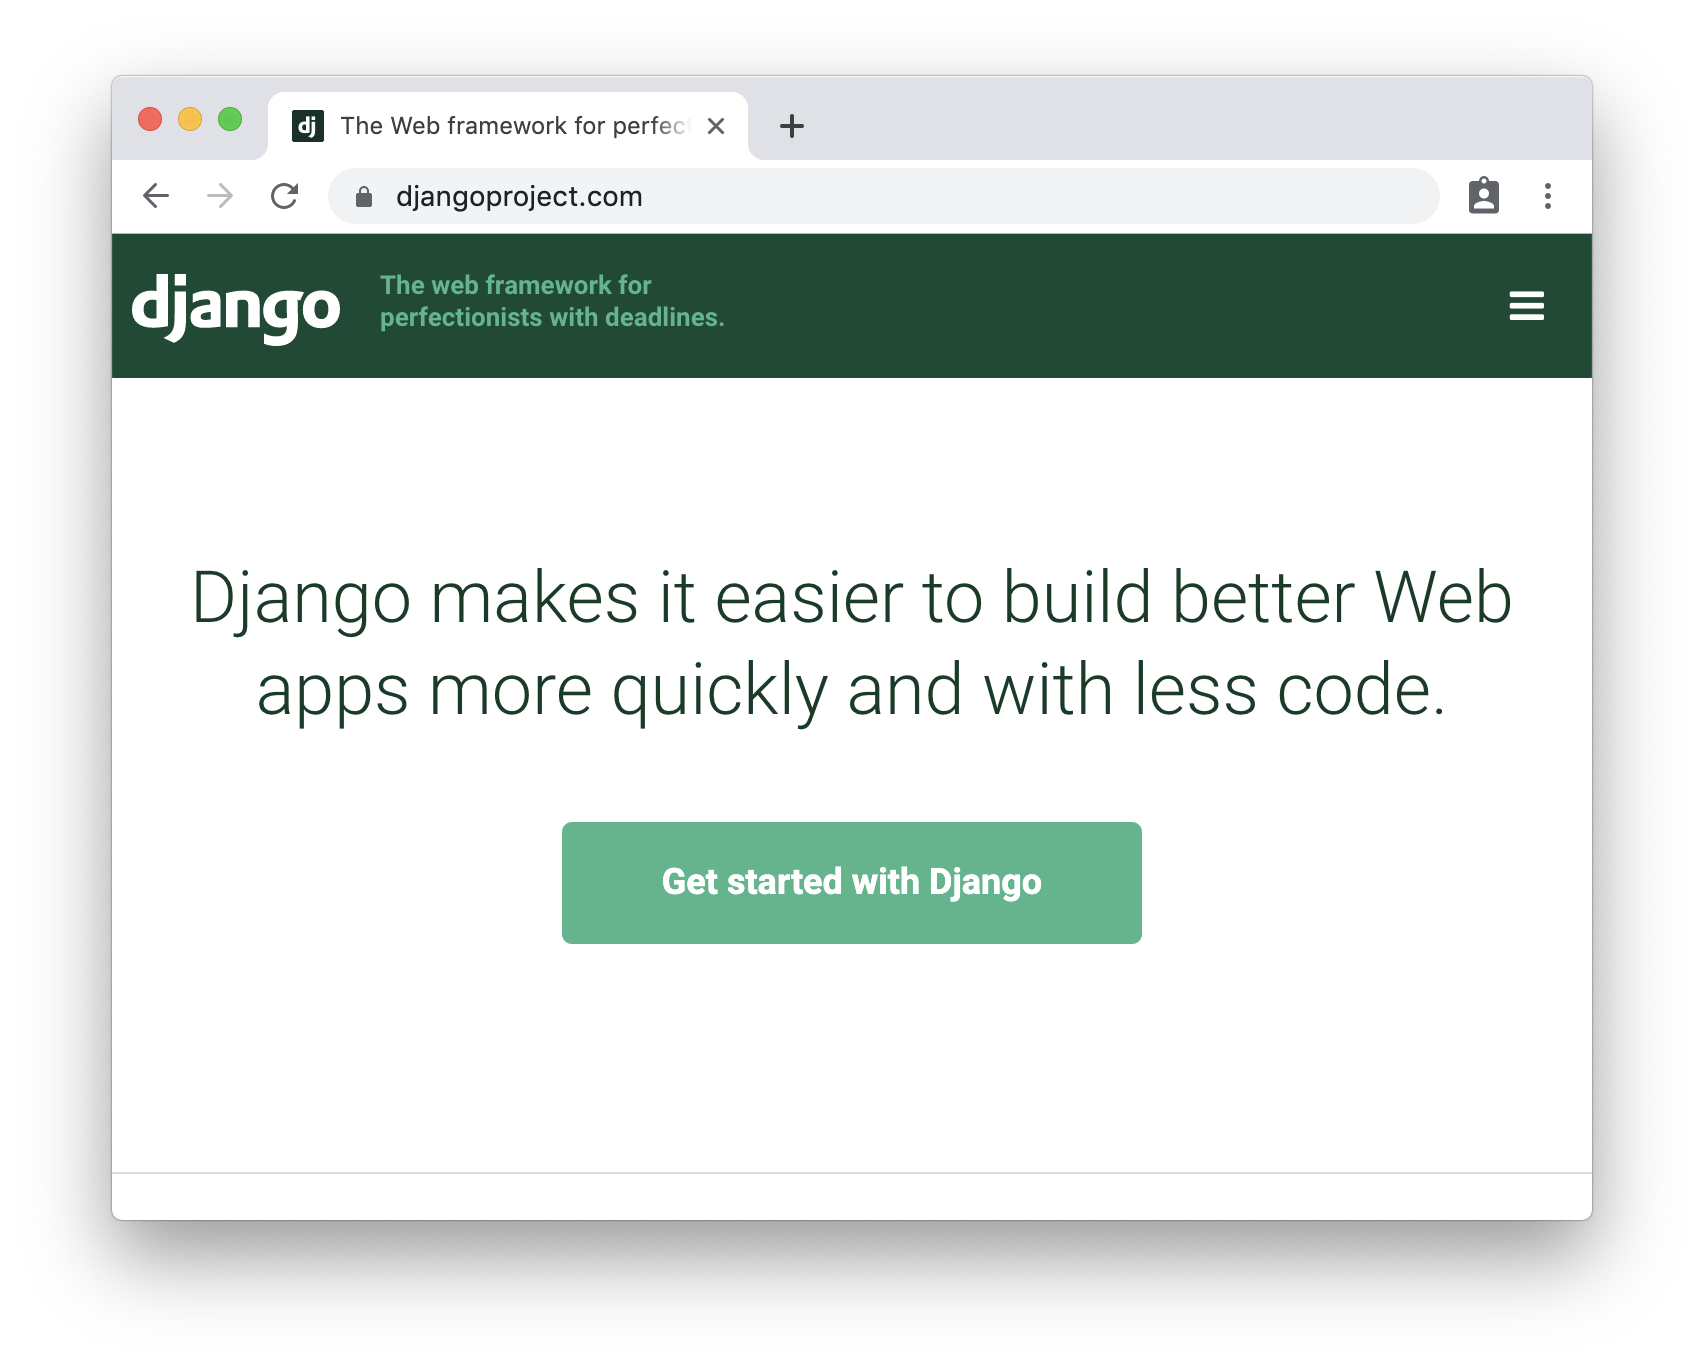 dj The Web framework for perfec
djangoproject.com
django
The web framework for
perfectionists with deadlines.
Django makes it easier to build better Web
apps more quickly and with less code.
Get started with Django